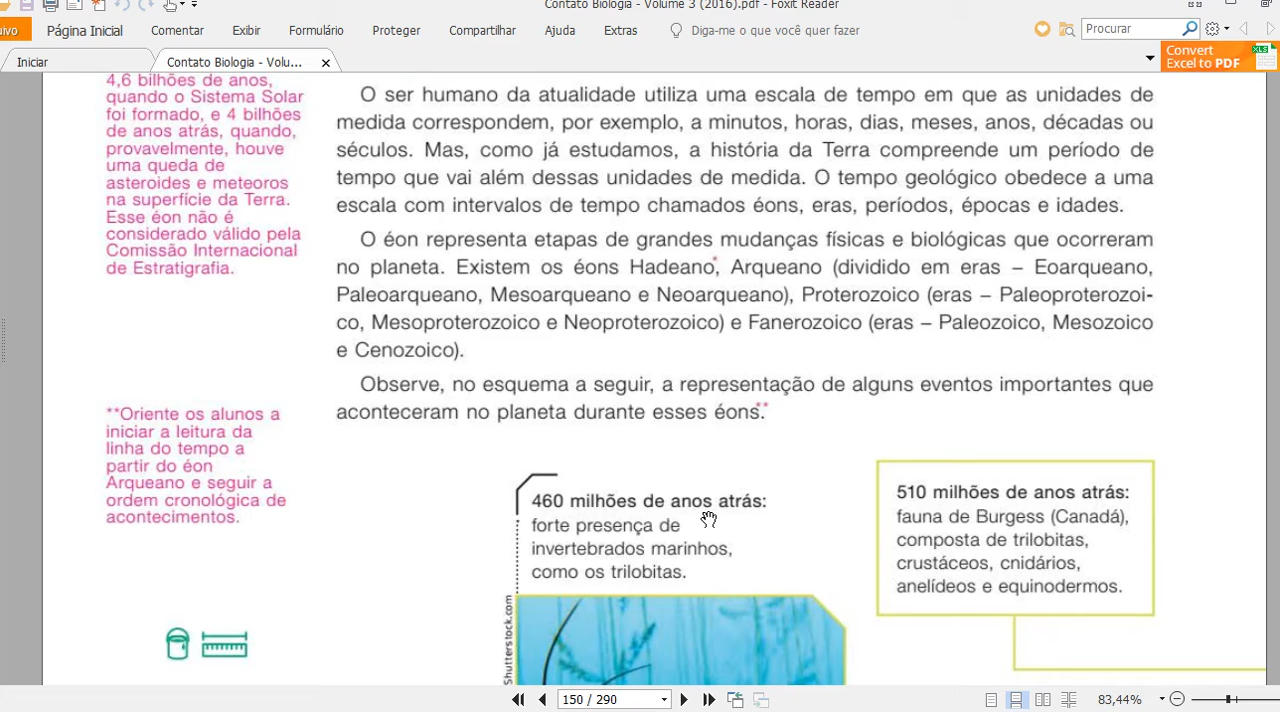 Contato Biologia - Volume 3 (2016).pdf - Foxit Reader
Página Inicial Comentar Exibir Formulário Proteger Compartilhar Ajuda Extras Diga-me o que você quer fazer Procurar
Iniciar Contato Biologia - Volu... Convert
Excel to PDF XLS
4,6 bilhões de anos,
quando o Sistema Solar
foi formado, e 4 bilhões
de anos atrás, quando,
provavelmente, houve
uma queda de
asteroides e meteoros
na superfície da Terra.
Esse éon não é
considerado válido pela
Comissão Internacional
de Estratigrafia.
O ser humano da atualidade utiliza uma escala de tempo em que as unidades de
medida correspondem, por exemplo, a minutos, horas, dias, meses, anos, décadas ou
séculos. Mas, como já estudamos, a história da Terra compreende um período de
tempo que vai além dessas unidades de medida. O tempo geológico obedece a uma
escala com intervalos de tempo chamados éons, eras, períodos, épocas e idades.
O éon representa etapas de grandes mudanças físicas e biológicas que ocorreram
no planeta. Existem os éons Hadeano*, Arqueano (dividido em eras – Eoarqueano,
Paleoarqueano, Mesoarqueano e Neoarqueano), Proterozoico (eras – Paleoproterozoi-
co, Mesoproterozoico e Neoproterozoico) e Fanerozoico (eras – Paleozoico, Mesozoico
e Cenozoico).
Observe, no esquema a seguir, a representação de alguns eventos importantes que
aconteceram no planeta durante esses éons.**
**Oriente os alunos a
iniciar a leitura da
linha do tempo a
partir do éon
Arqueano e seguir a
ordem cronológica de
acontecimentos.
460 milhões de anos atrás:
forte presença de
invertebrados marinhos,
como os trilobitas.
510 milhões de anos atrás:
fauna de Burgess (Canadá),
composta de trilobitas,
crustáceos, cnidários,
anelídeos e equinodermos.
Shutterstock.com
150 / 290 83,44%